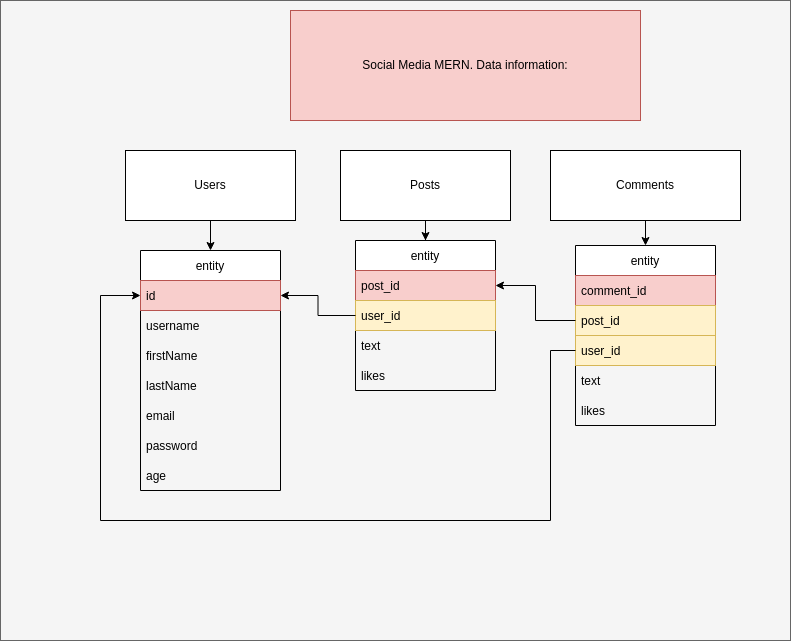 Social Media MERN. Data information:
Users
Posts
Comments
entity
id
username
firstName
lastName
email
password
age
entity
post_id
user_id
text
likes
entity
comment_id
post_id
user_id
text
likes